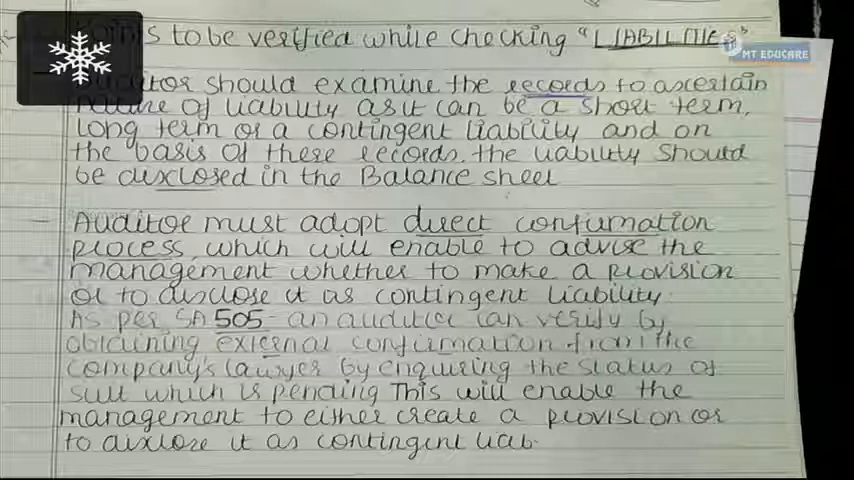 to be verified while checking "LIABILITIES"
MT EDUCARE
should examine the records to ascertain
nature of liability as it can be a short term,
long term or a contingent liability and on
the basis of these records, the liability should
be disclosed in the Balance sheet
- Auditor must adopt direct confirmation
process, which will enable to advise the
management whether to make a provision
or to disclose it as contingent liability.
As per SA 505 - an auditor can verify by
obtaining external confirmation from the
company's lawyer by enquiring the status of
suit which is pending This will enable the
management to either create a provision or
to disclose it as contingent liab.